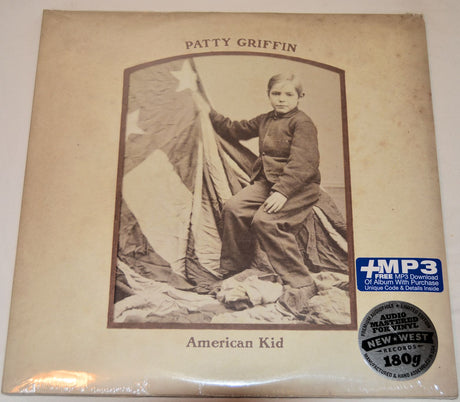 PATTY GRIFFIN
American Kid
+MP3
FREE MP3 Download
Of Album With Purchase
Unique Code & Details Inside
AUDIO
MASTERED
FOR VINYL
NEW WEST
RECORDS
180g